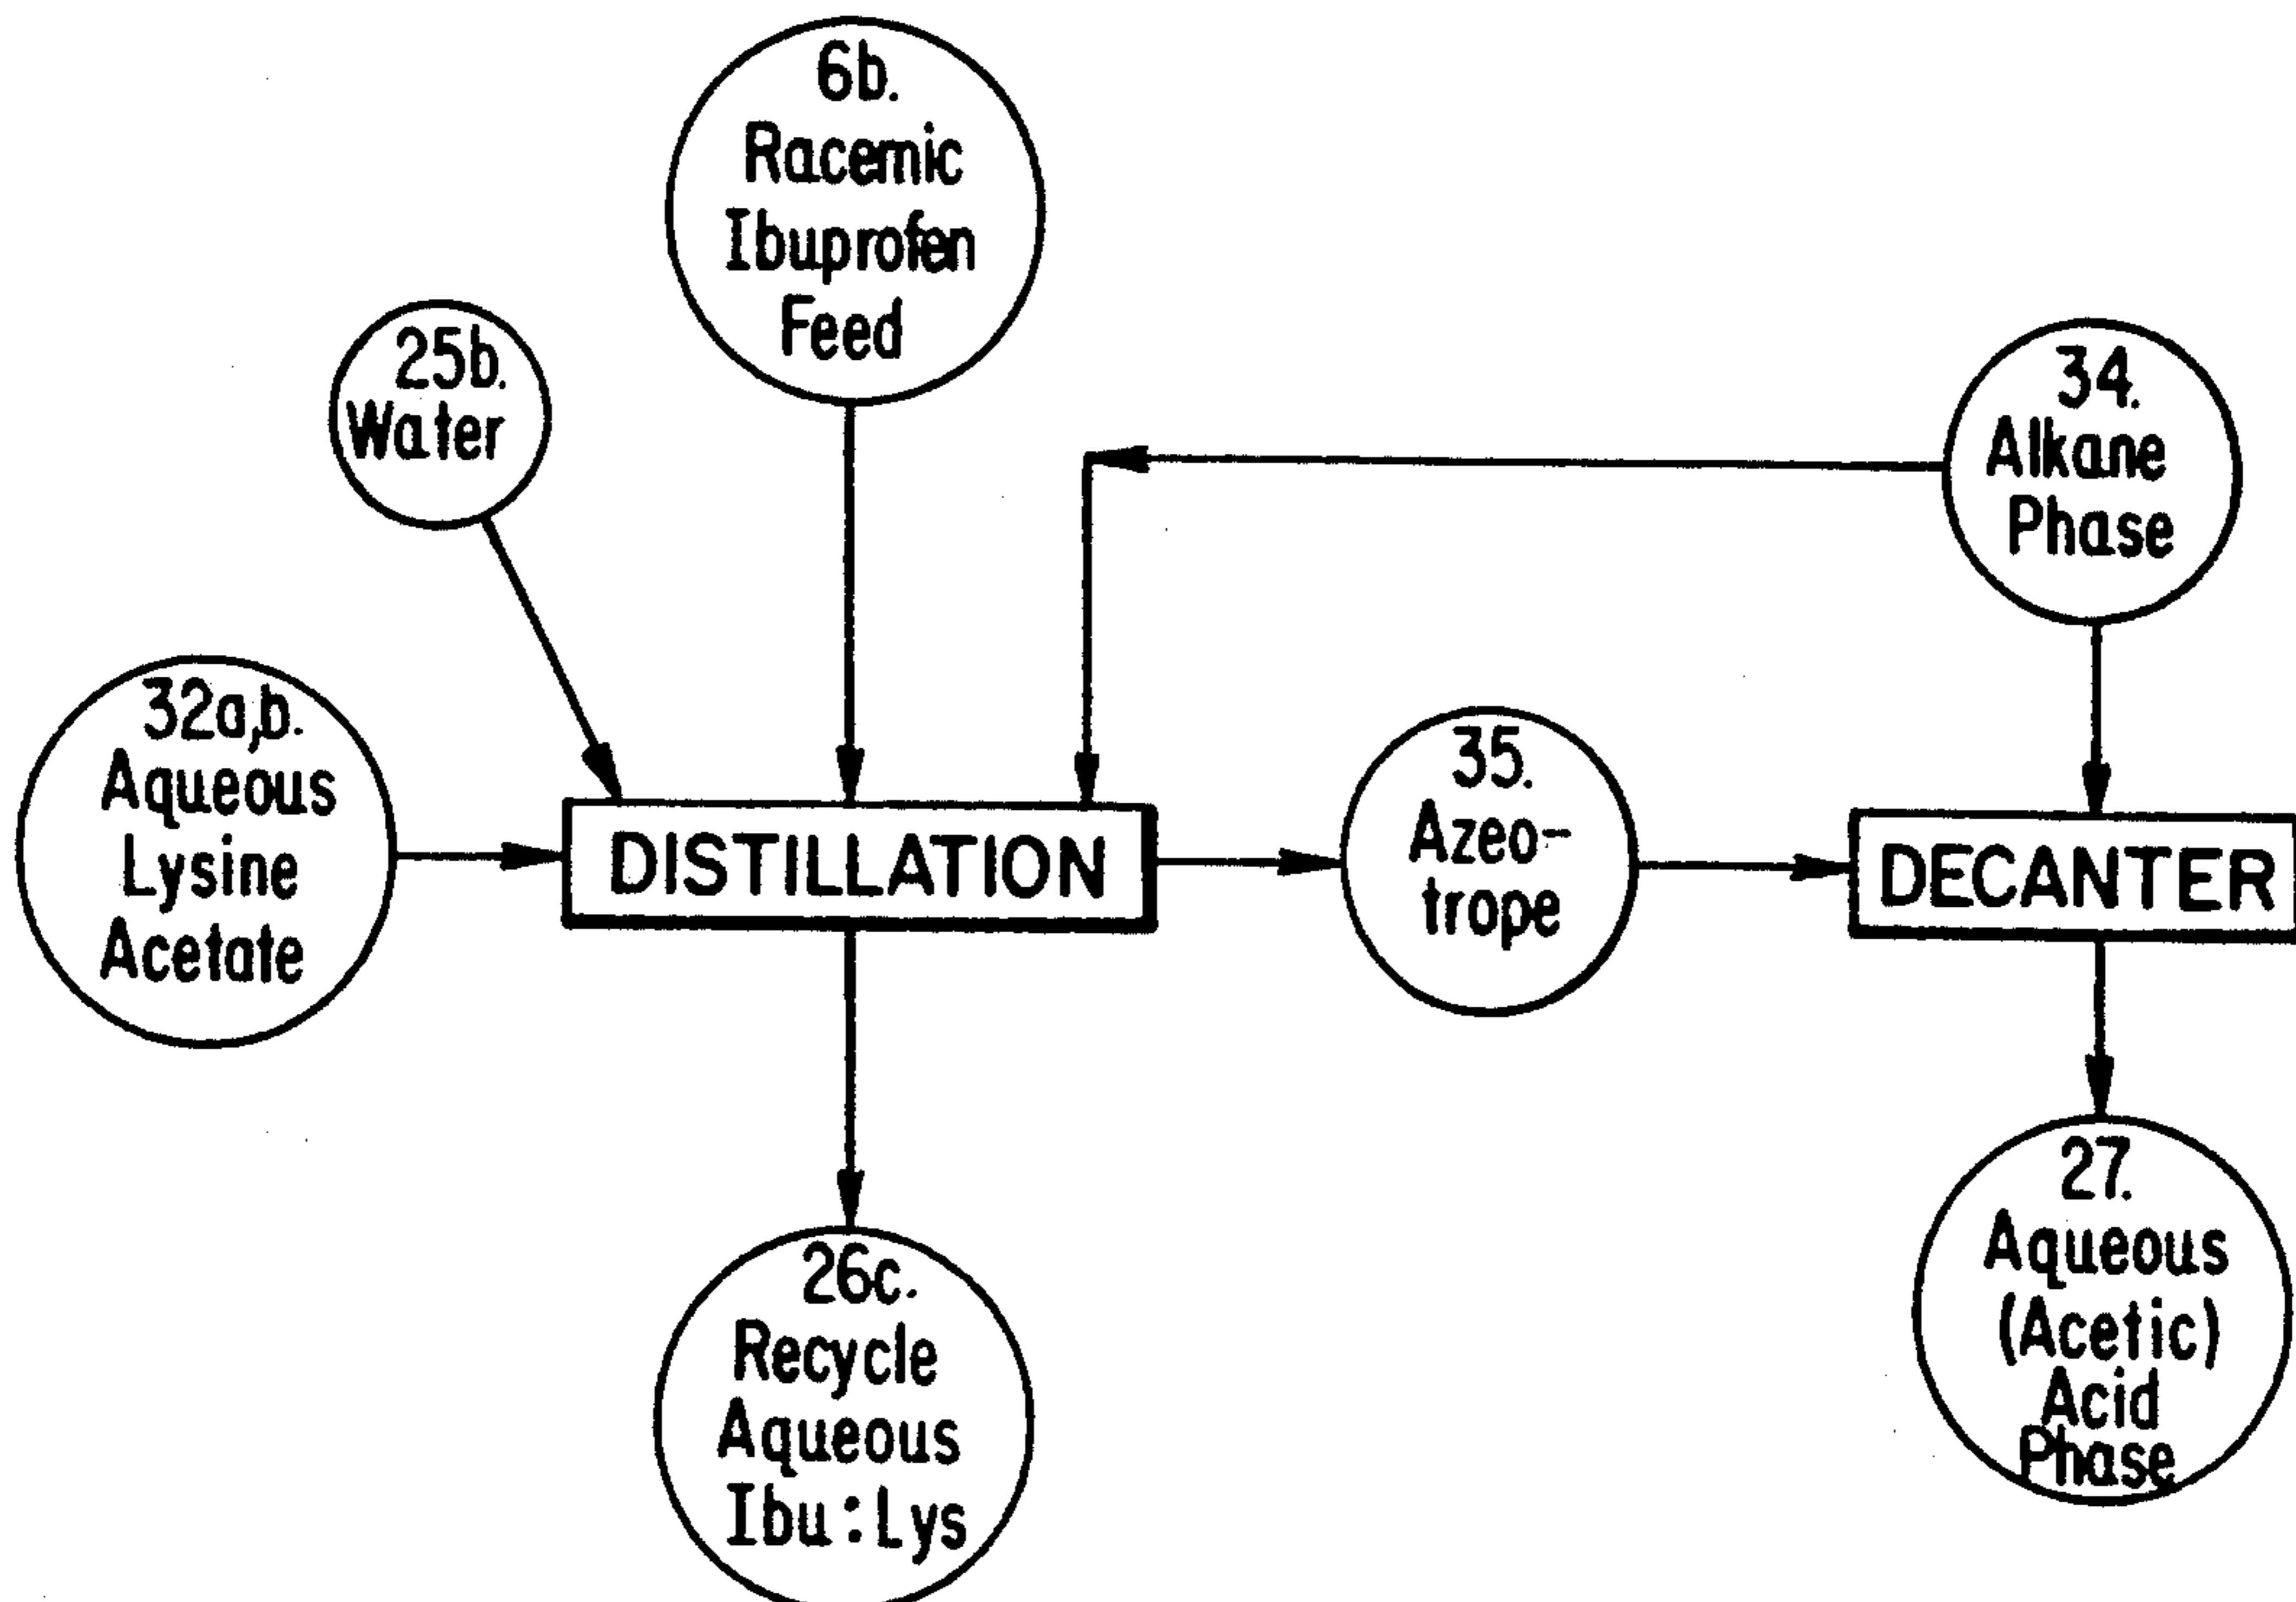 6b.
Racemic
Ibuprofen
Feed
25b.
Water
34.
Alkane
Phase
32a,b.
Aqueous
Lysine
Acetate
DISTILLATION
35.
Azeo-
trope
DECANTER
26c.
Recycle
Aqueous
Ibu : Lys
27.
Aqueous
(Acetic)
Acid
Phase